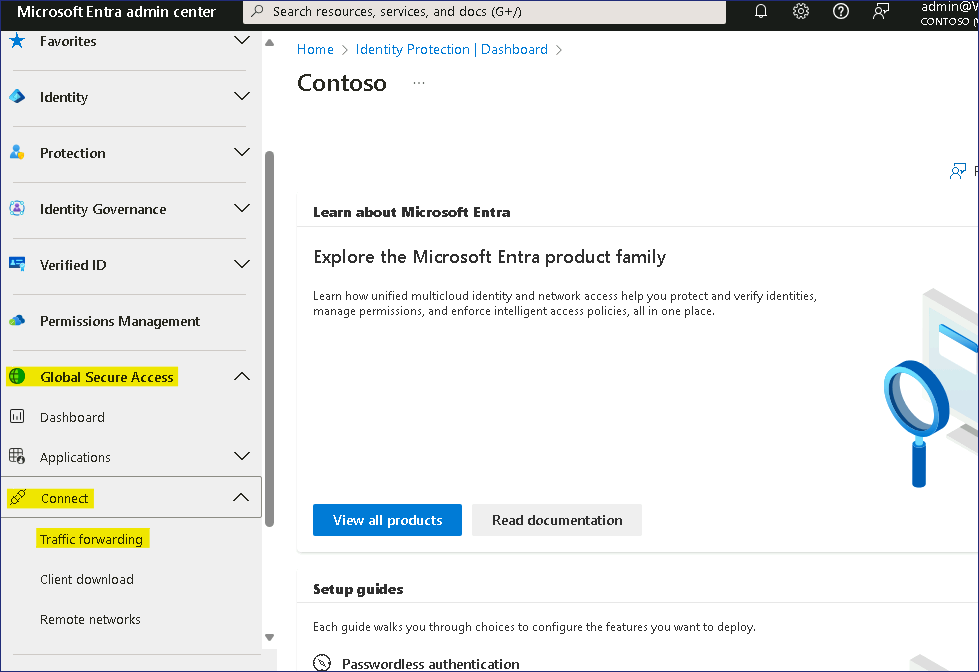 Microsoft Entra admin center
Search resources, services, and docs (G+/)
admin@
CONTOSO
Favorites
Identity
Protection
Identity Governance
Verified ID
Permissions Management
Global Secure Access
Dashboard
Applications
Connect
Traffic forwarding
Client download
Remote networks
Home > Identity Protection | Dashboard >
Contoso ...
Learn about Microsoft Entra
Explore the Microsoft Entra product family
Learn how unified multicloud identity and network access help you protect and verify identities,
manage permissions, and enforce intelligent access policies, all in one place.
View all products
Read documentation
Setup guides
Each guide walks you through choices to configure the features you want to deploy.
Passwordless authentication